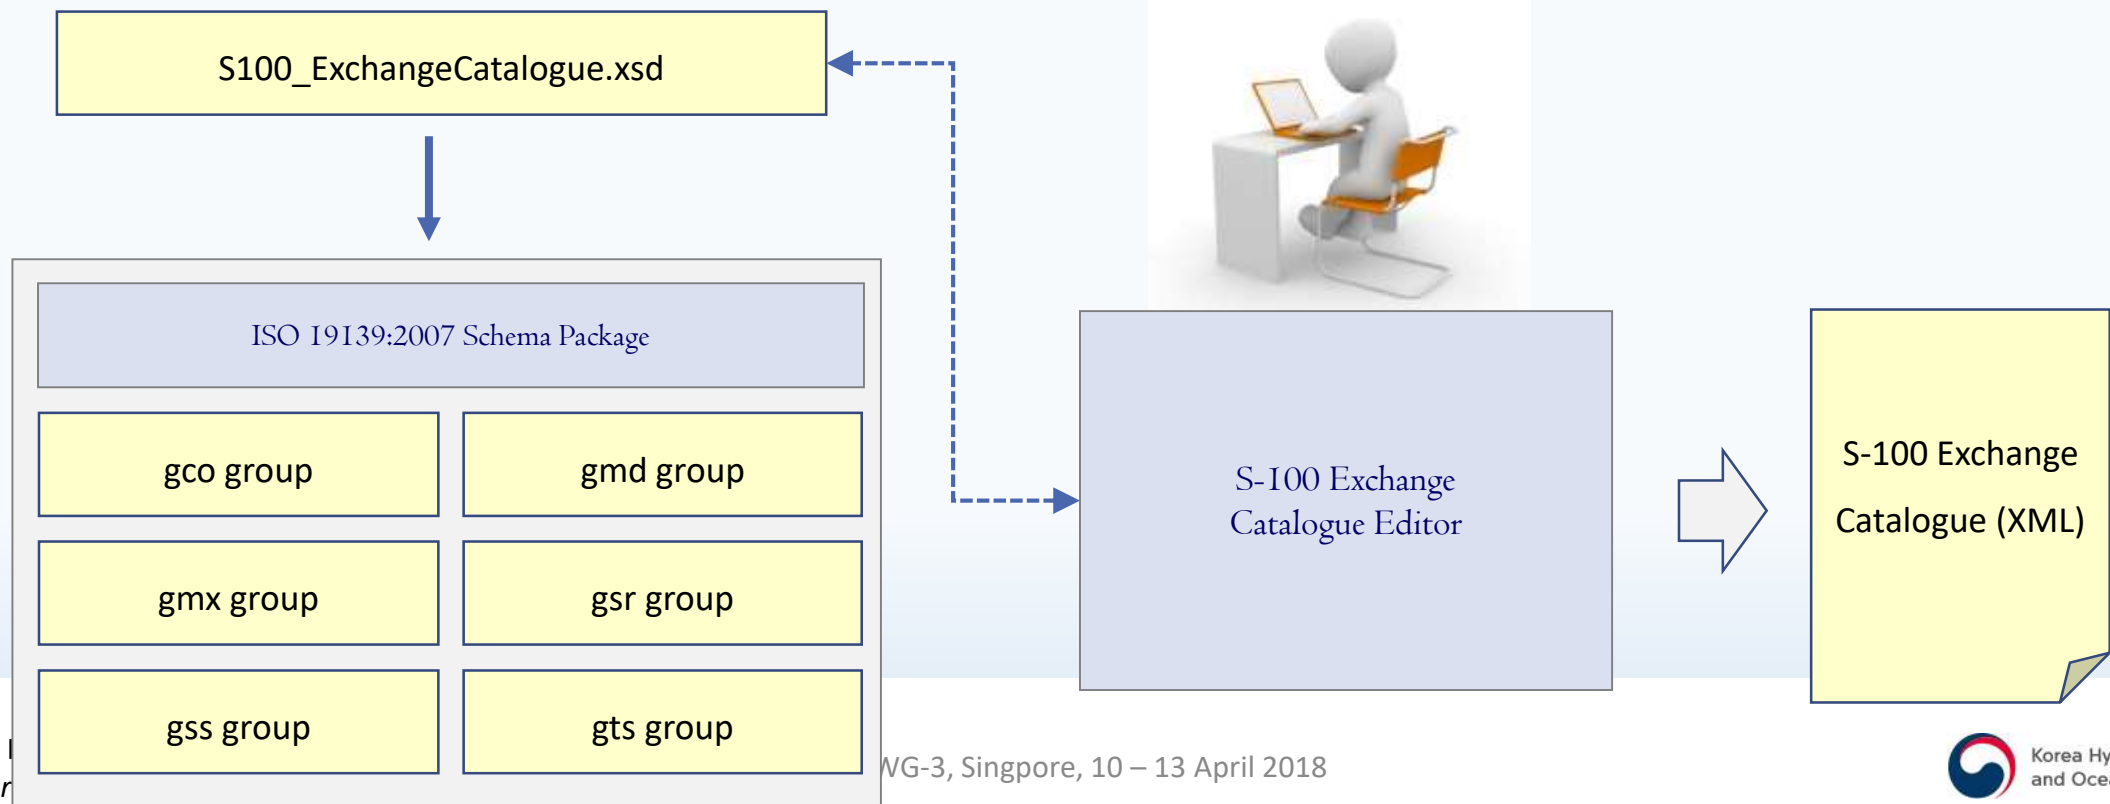 S100_ExchangeCatalogue.xsd
ISO 19139:2007 Schema Package
gco group
gmd group
gmx group
gsr group
gss group
gts group
S-100 Exchange
Catalogue Editor
S-100 Exchange
Catalogue (XML)
WG-3, Singpore, 10 – 13 April 2018
Korea Hy
and Oce